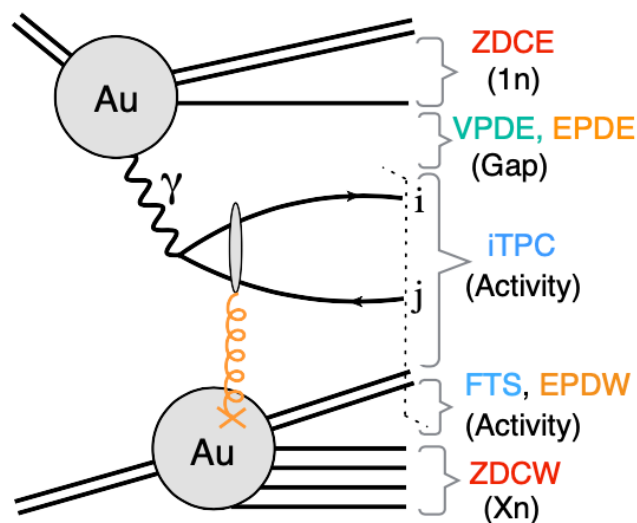 ZDCE
(1n)
Au
VPDE, EPDE
(Gap)
γ
i
iTPC
(Activity)
j
FTS, EPDW
(Activity)
Au
ZDCW
(Xn)